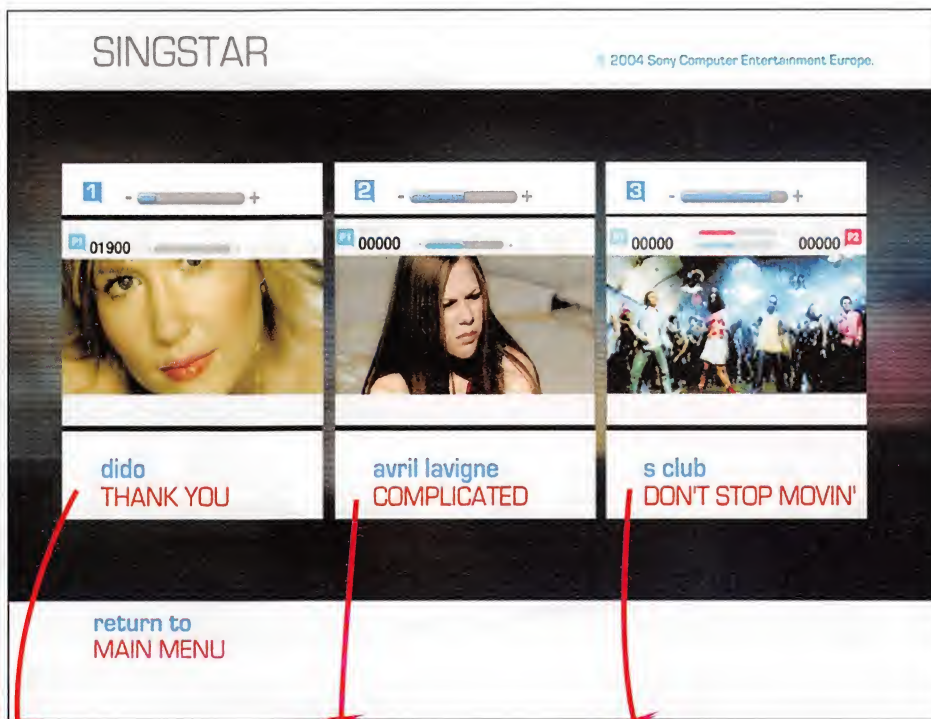 SINGSTAR
© 2004 Sony Computer Entertainment Europe.
1 - +
2 - +
3 - +
P1 01900
P1 00000
P1 00000 00000 P2
dido
THANK YOU
avril lavigne
COMPLICATED
s club
DON'T STOP MOVIN'
return to
MAIN MENU